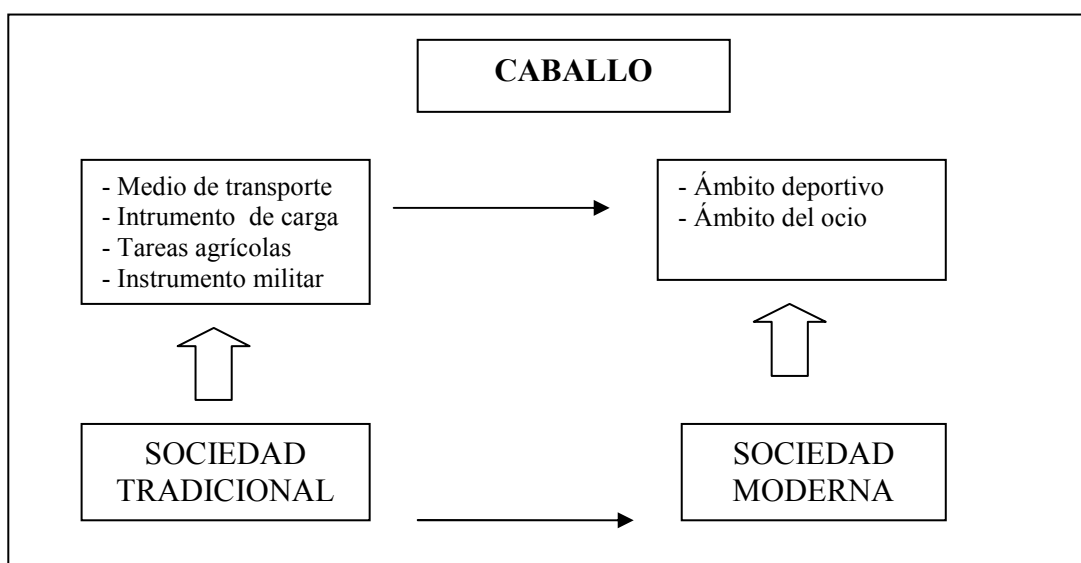 CABALLO
- Medio de transporte
- Intrumento de carga
- Tareas agrícolas
- Instrumento militar
- Ámbito deportivo
- Ámbito del ocio
SOCIEDAD
TRADICIONAL
SOCIEDAD
MODERNA